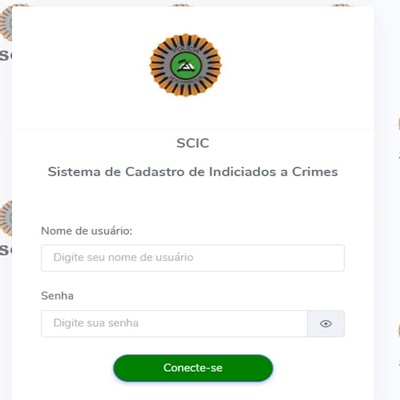 SCIC
Sistema de Cadastro de Indiciados a Crimes
Nome de usuário:
Digite seu nome de usuário
Senha
Digite sua senha
Conecte-se